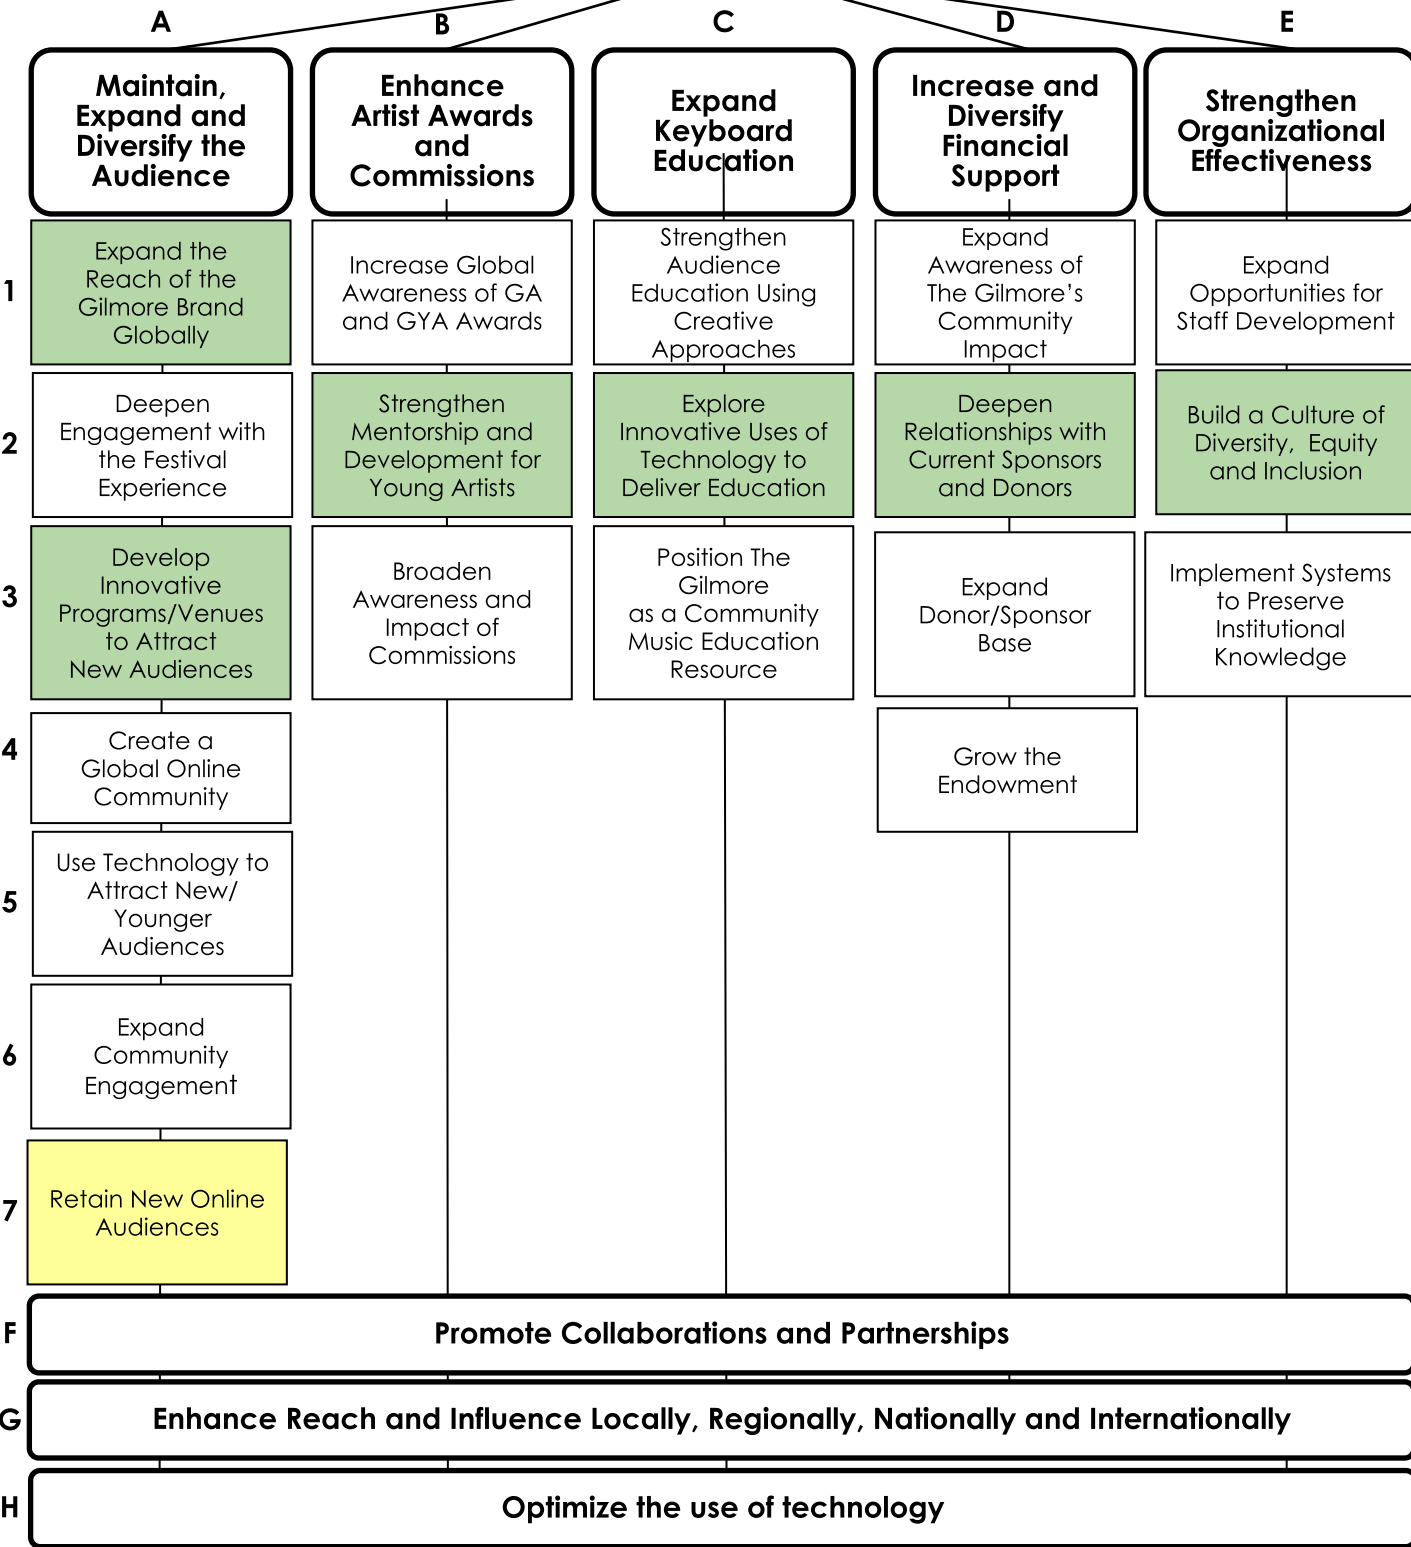 A
B
C
D
E
Maintain,
Expand and
Diversify the
Audience
Enhance
Artist Awards
and
Commissions
Expand
Keyboard
Education
Increase and
Diversify
Financial
Support
Strengthen
Organizational
Effectiveness
1
Expand the
Reach of the
Gilmore Brand
Globally
Increase Global
Awareness of GA
and GYA Awards
Strengthen
Audience
Education Using
Creative
Approaches
Expand
Awareness of
The Gilmore’s
Community
Impact
Expand
Opportunities for
Staff Development
2
Deepen
Engagement with
the Festival
Experience
Strengthen
Mentorship and
Development for
Young Artists
Explore
Innovative Uses of
Technology to
Deliver Education
Deepen
Relationships with
Current Sponsors
and Donors
Build a Culture of
Diversity, Equity
and Inclusion
3
Develop
Innovative
Programs/Venues
to Attract
New Audiences
Broaden
Awareness and
Impact of
Commissions
Position The
Gilmore
as a Community
Music Education
Resource
Expand
Donor/Sponsor
Base
Implement Systems
to Preserve
Institutional
Knowledge
4
Create a
Global Online
Community
Grow the
Endowment
5
Use Technology to
Attract New/
Younger
Audiences
6
Expand
Community
Engagement
7
Retain New Online
Audiences
F
Promote Collaborations and Partnerships
G
Enhance Reach and Influence Locally, Regionally, Nationally and Internationally
H
Optimize the use of technology